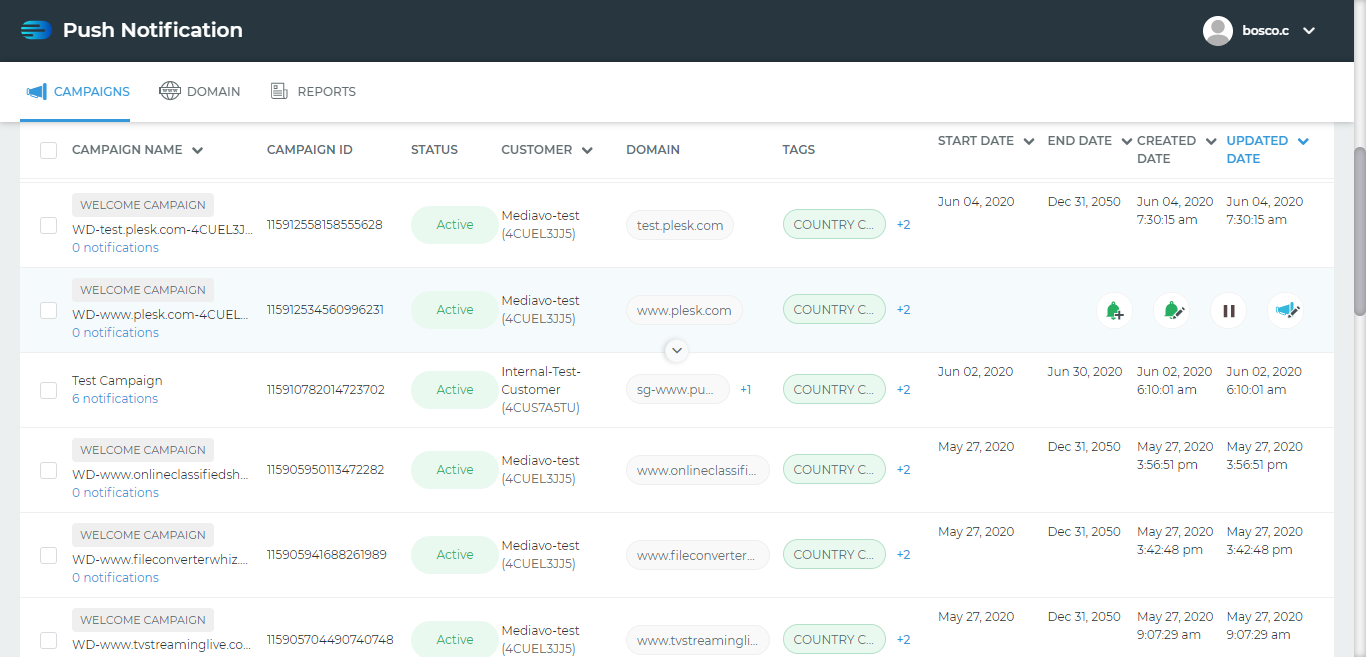 Push Notification
bosco.c
CAMPAIGNS
DOMAIN
REPORTS
CAMPAIGN NAME
CAMPAIGN ID
STATUS
CUSTOMER
DOMAIN
TAGS
START DATE
END DATE
CREATED
DATE
UPDATED
DATE
WELCOME CAMPAIGN
WD-test.plesk.com-4CUEL3J...
0 notifications
115912558158555628
Active
Mediavo-test
(4CUEL3JJ5)
test.plesk.com
COUNTRY C...
+2
Jun 04, 2020
Dec 31, 2050
Jun 04, 2020
7:30:15 am
Jun 04, 2020
7:30:15 am
WELCOME CAMPAIGN
WD-www.plesk.com-4CUEL...
0 notifications
115912534560996231
Active
Mediavo-test
(4CUEL3JJ5)
www.plesk.com
COUNTRY C...
+2
Test Campaign
6 notifications
115910782014723702
Active
Internal-Test-
Customer
(4CUS7A5TU)
sg-www.pu...
+1
COUNTRY C...
+2
Jun 02, 2020
Jun 30, 2020
Jun 02, 2020
6:10:01 am
Jun 02, 2020
6:10:01 am
WELCOME CAMPAIGN
WD-www.onlineclassifiedsh...
0 notifications
115905950113472282
Active
Mediavo-test
(4CUEL3JJ5)
www.onlineclassifi...
COUNTRY C...
+2
May 27, 2020
Dec 31, 2050
May 27, 2020
3:56:51 pm
May 27, 2020
3:56:51 pm
WELCOME CAMPAIGN
WD-www.fileconverterwhiz....
0 notifications
115905941688261989
Active
Mediavo-test
(4CUEL3JJ5)
www.fileconverter...
COUNTRY C...
+2
May 27, 2020
Dec 31, 2050
May 27, 2020
3:42:48 pm
May 27, 2020
3:42:48 pm
WELCOME CAMPAIGN
WD-www.tvstreaminglive.co...
115905704490740748
Active
Mediavo-test
(4CUEL3JJ5)
www.tvstreamingli...
COUNTRY C...
+2
May 27, 2020
Dec 31, 2050
May 27, 2020
9:07:29 am
May 27, 2020
9:07:29 am